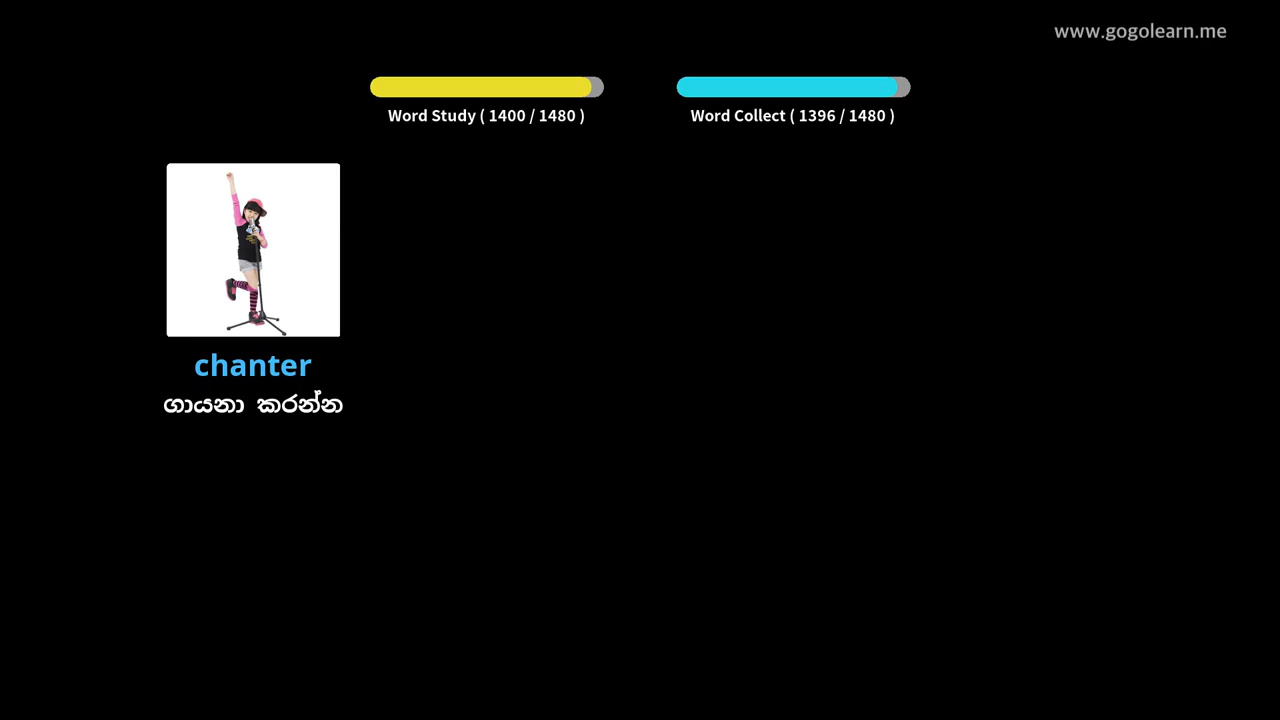 www.gogolearn.me
Word Study ( 1400 / 1480 )
Word Collect ( 1396 / 1480 )
chanter
ගායනා කරන්න